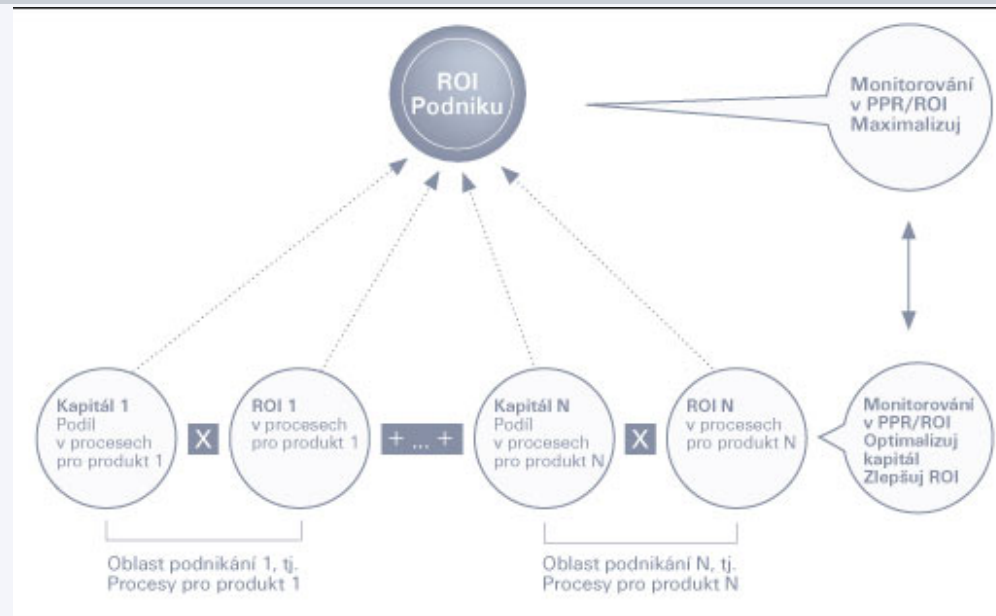 ROI
Podniku
Monitorování
v PPR/ROI
Maximalizuj
Kapitál 1
Podíl
v procesech
pro produkt 1
X
ROI 1
v procesech
pro produkt 1
+ ... +
Kapitál N
Podíl
v procesech
pro produkt N
X
ROI N
v procesech
pro produkt N
Monitorování
v PPR/ROI
Optimalizuj
kapitál
Zlepšuj ROI
Oblast podnikání 1, tj.
Procesy pro produkt 1
Oblast podnikání N, tj.
Procesy pro produkt N